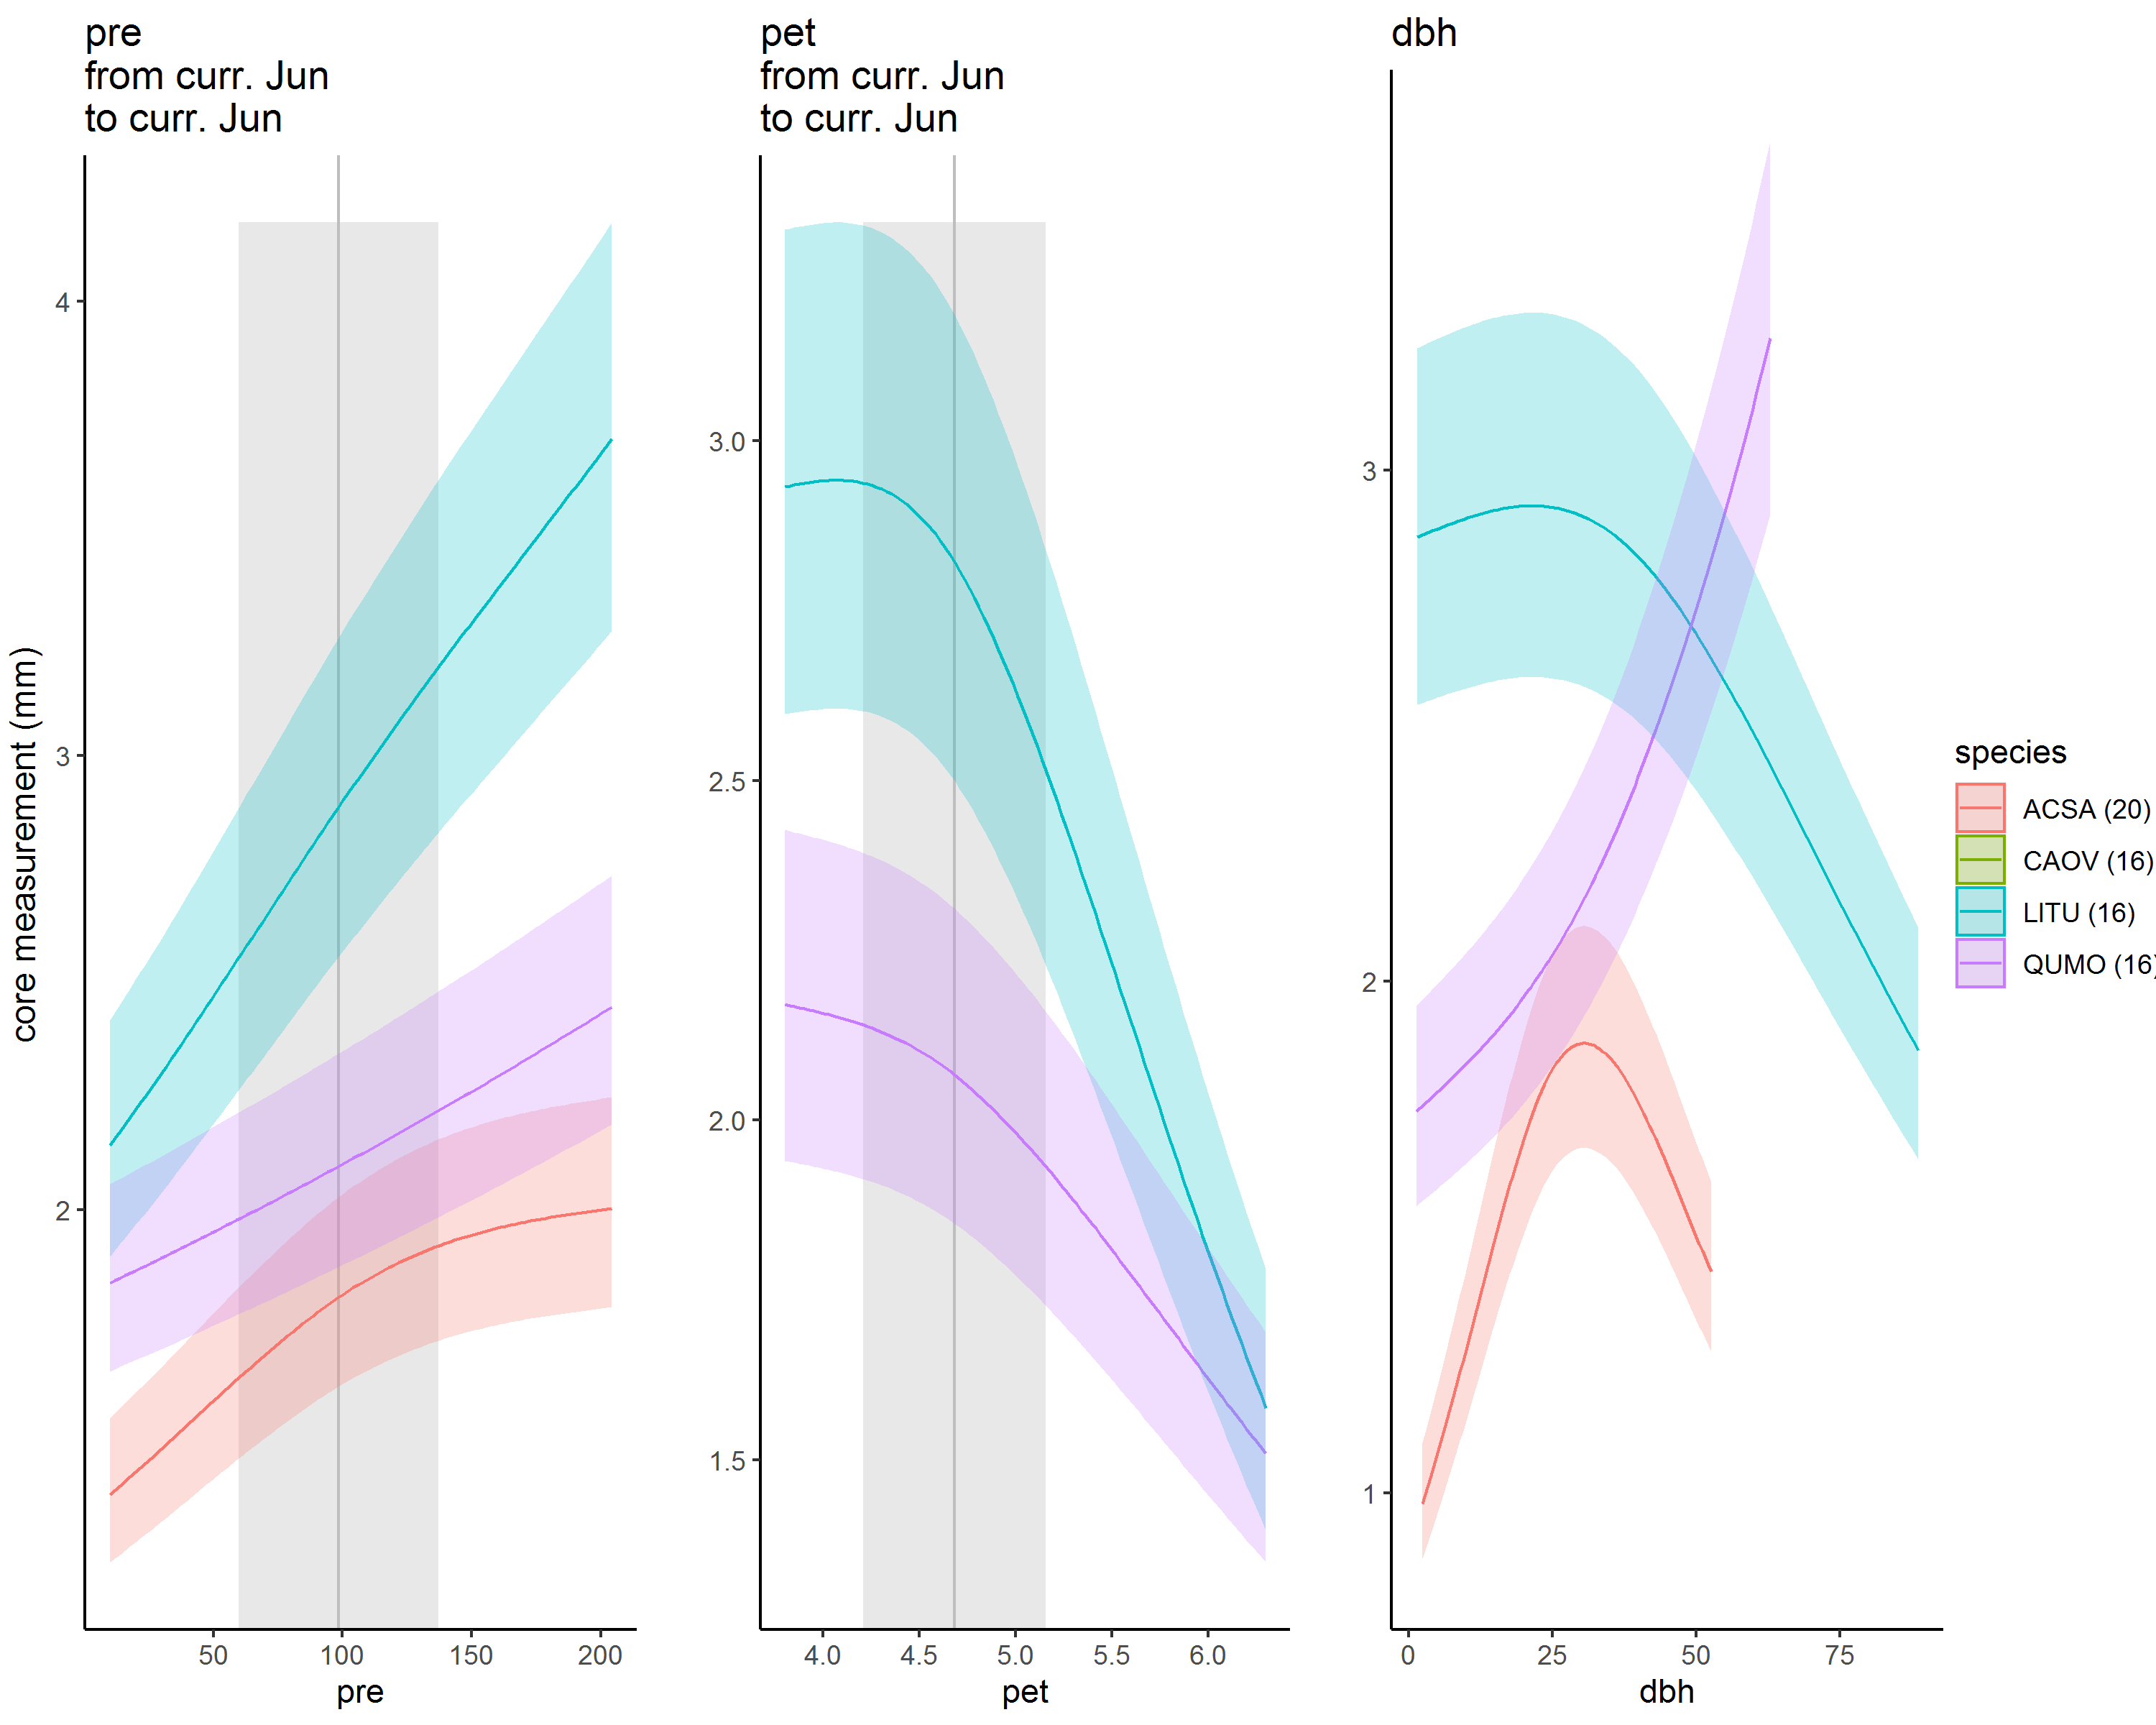 pre
from curr. Jun
to curr. Jun
pet
from curr. Jun
to curr. Jun
dbh
core measurement (mm)
4
3
2
50 100 150 200
pre
3.0
2.5
2.0
1.5
4.0 4.5 5.0 5.5 6.0
pet
3
2
1
0 25 50 75
dbh
species
ACSA (20)
CAOV (16)
LITU (16)
QUMO (16)